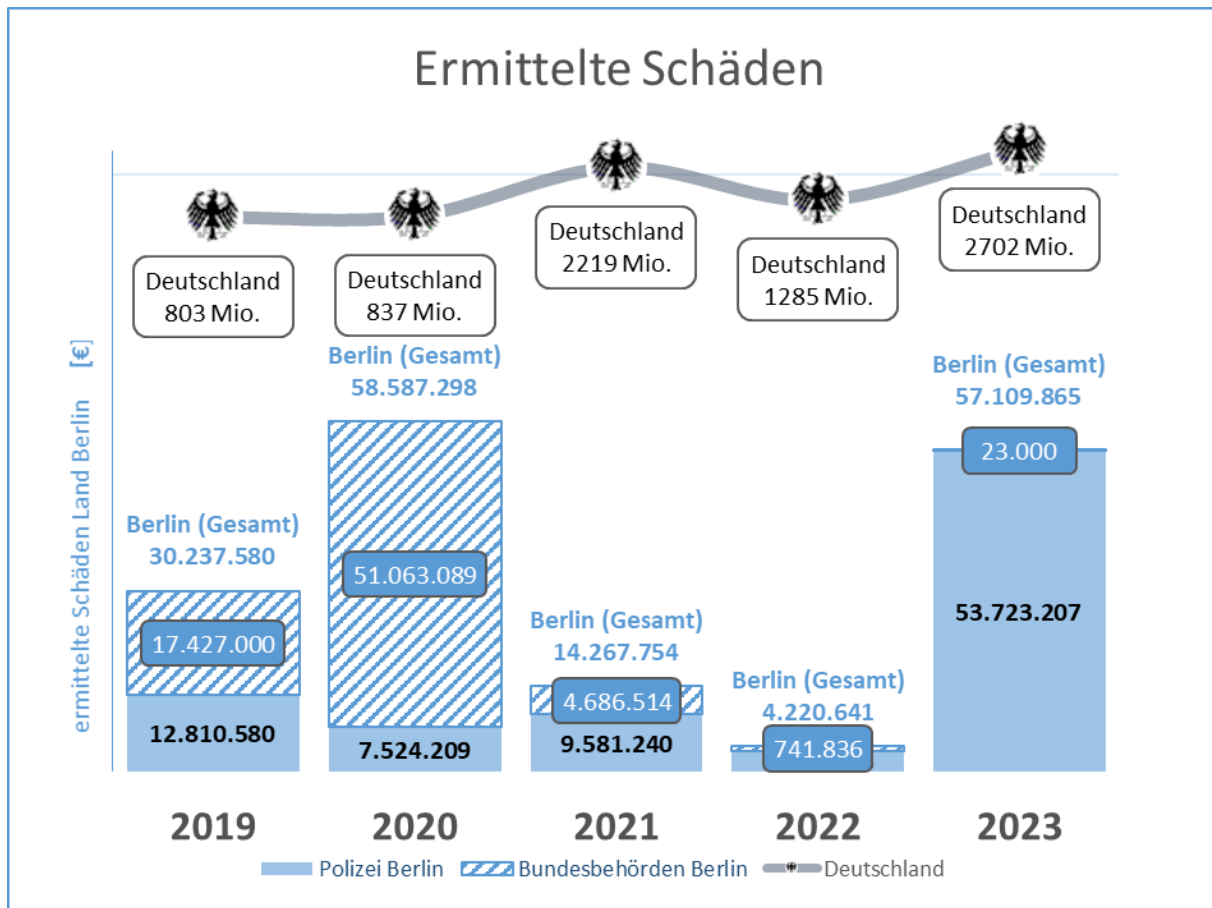 Ermittelte Schäden
Deutschland
803 Mio.
Deutschland
837 Mio.
Deutschland
2219 Mio.
Deutschland
1285 Mio.
Deutschland
2702 Mio.
ermittelte Schäden Land Berlin [€]
Berlin (Gesamt)
30.237.580
17.427.000
12.810.580
Berlin (Gesamt)
58.587.298
51.063.089
7.524.209
Berlin (Gesamt)
14.267.754
4.686.514
9.581.240
Berlin (Gesamt)
4.220.641
741.836
Berlin (Gesamt)
57.109.865
23.000
53.723.207
2019
2020
2021
2022
2023
Polizei Berlin
Bundesbehörden Berlin
Deutschland